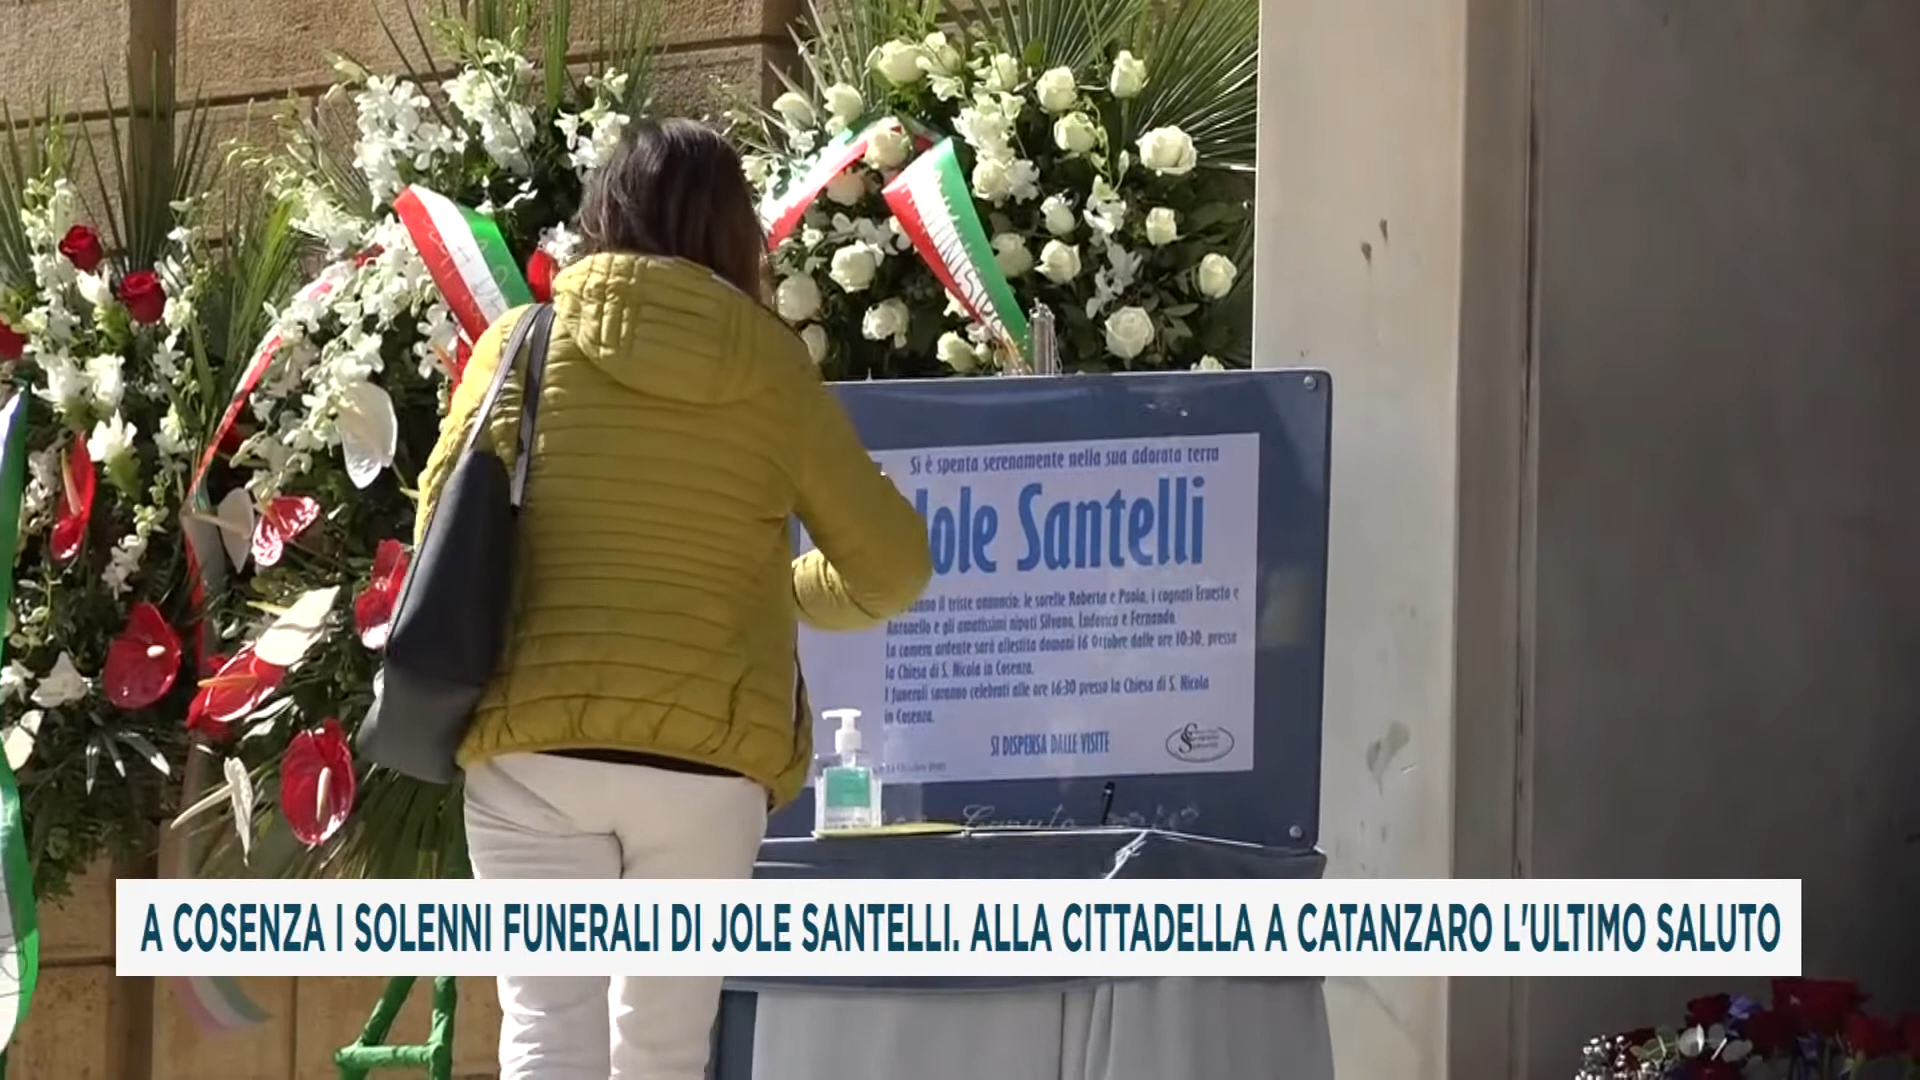 Si è spenta serenamente nella sua adorata terra
Jole Santelli
il triste annuncio: le sorelle Roberta e Paola, i cognati Ernesto e
Antonello e gli amatissimi nipoti Silvano, Ludovica e Fernando.
La camera ardente sarà allestita domani 16 Ottobre dalle ore 10:30, presso
la Chiesa di S. Nicola in Cosenza.
I funerali saranno celebrati alle ore 16:30 presso la Chiesa di S. Nicola
in Cosenza.
SI DISPENSA DALLE VISITE
A COSENZA I SOLENNI FUNERALI DI JOLE SANTELLI. ALLA CITTADELLA A CATANZARO L'ULTIMO SALUTO